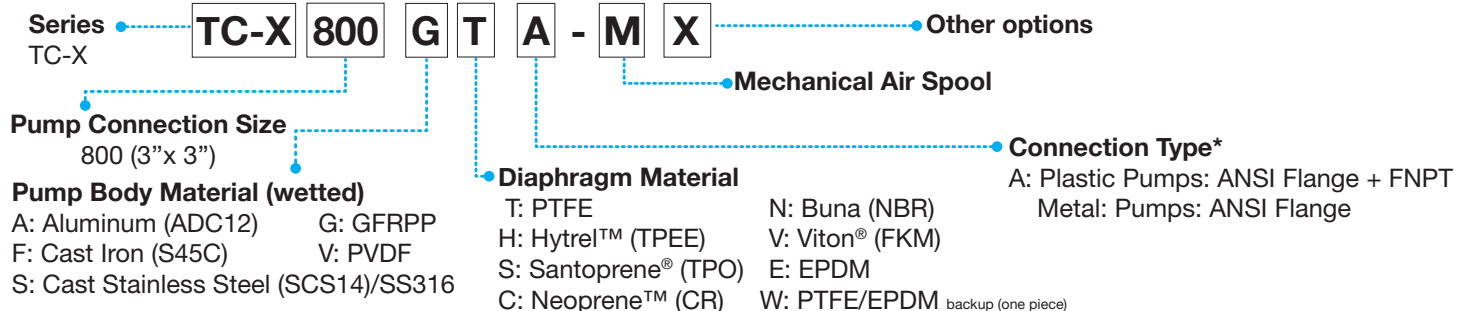 Series TC-X 800 G T A - M X Other options
TC-X
Mechanical Air Spool
Pump Connection Size
800 (3”x 3”)
Pump Body Material (wetted)
A: Aluminum (ADC12) G: GFRPP
F: Cast Iron (S45C) V: PVDF
S: Cast Stainless Steel (SCS14)/SS316
Diaphragm Material
T: PTFE N: Buna (NBR)
H: Hytrel™ (TPEE) V: Viton® (FKM)
S: Santoprene® (TPO) E: EPDM
C: Neoprene™ (CR) W: PTFE/EPDM backup (one piece)
Connection Type*
A: Plastic Pumps: ANSI Flange + FNPT
Metal: Pumps: ANSI Flange